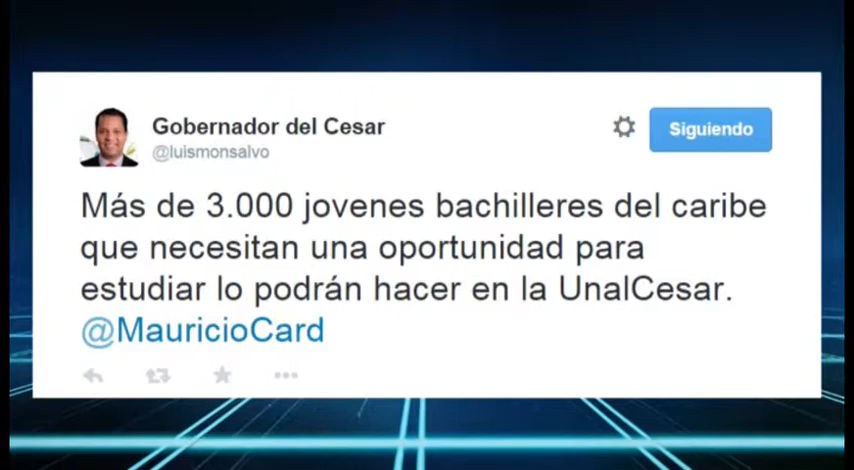 Gobernador del Cesar
@luismonsalvo
Siguiendo
Más de 3.000 jovenes bachilleres del caribe
que necesitan una oportunidad para
estudiar lo podrán hacer en la UnalCesar.
@MauricioCard